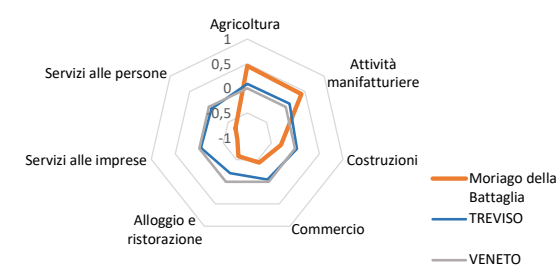 Agricoltura
1
0,5
0
-0,5
-1
Attività
manifatturiere
Costruzioni
Commercio
Alloggio e
ristorazione
Servizi alle imprese
Servizi alle persone
Moriago della
Battaglia
TREVISO
VENETO